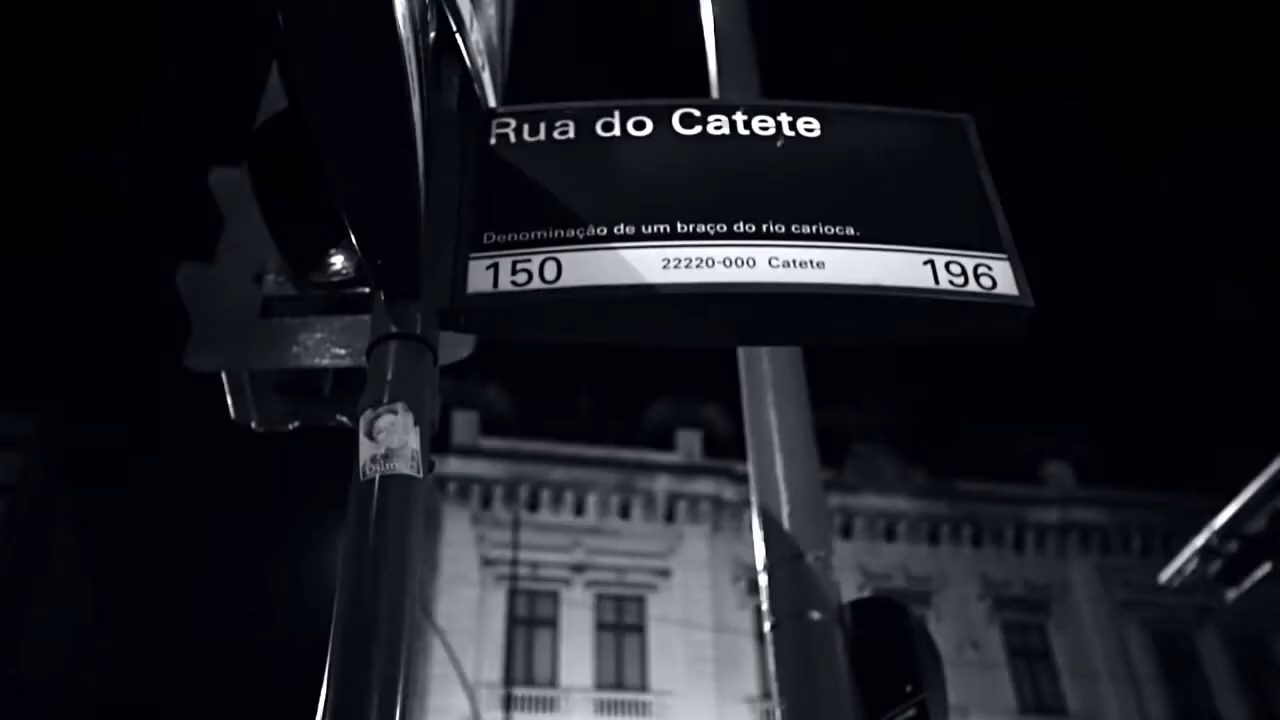 Rua do Catete
Denominação de um braço do rio carioca.
150 22220-000 Catete 196